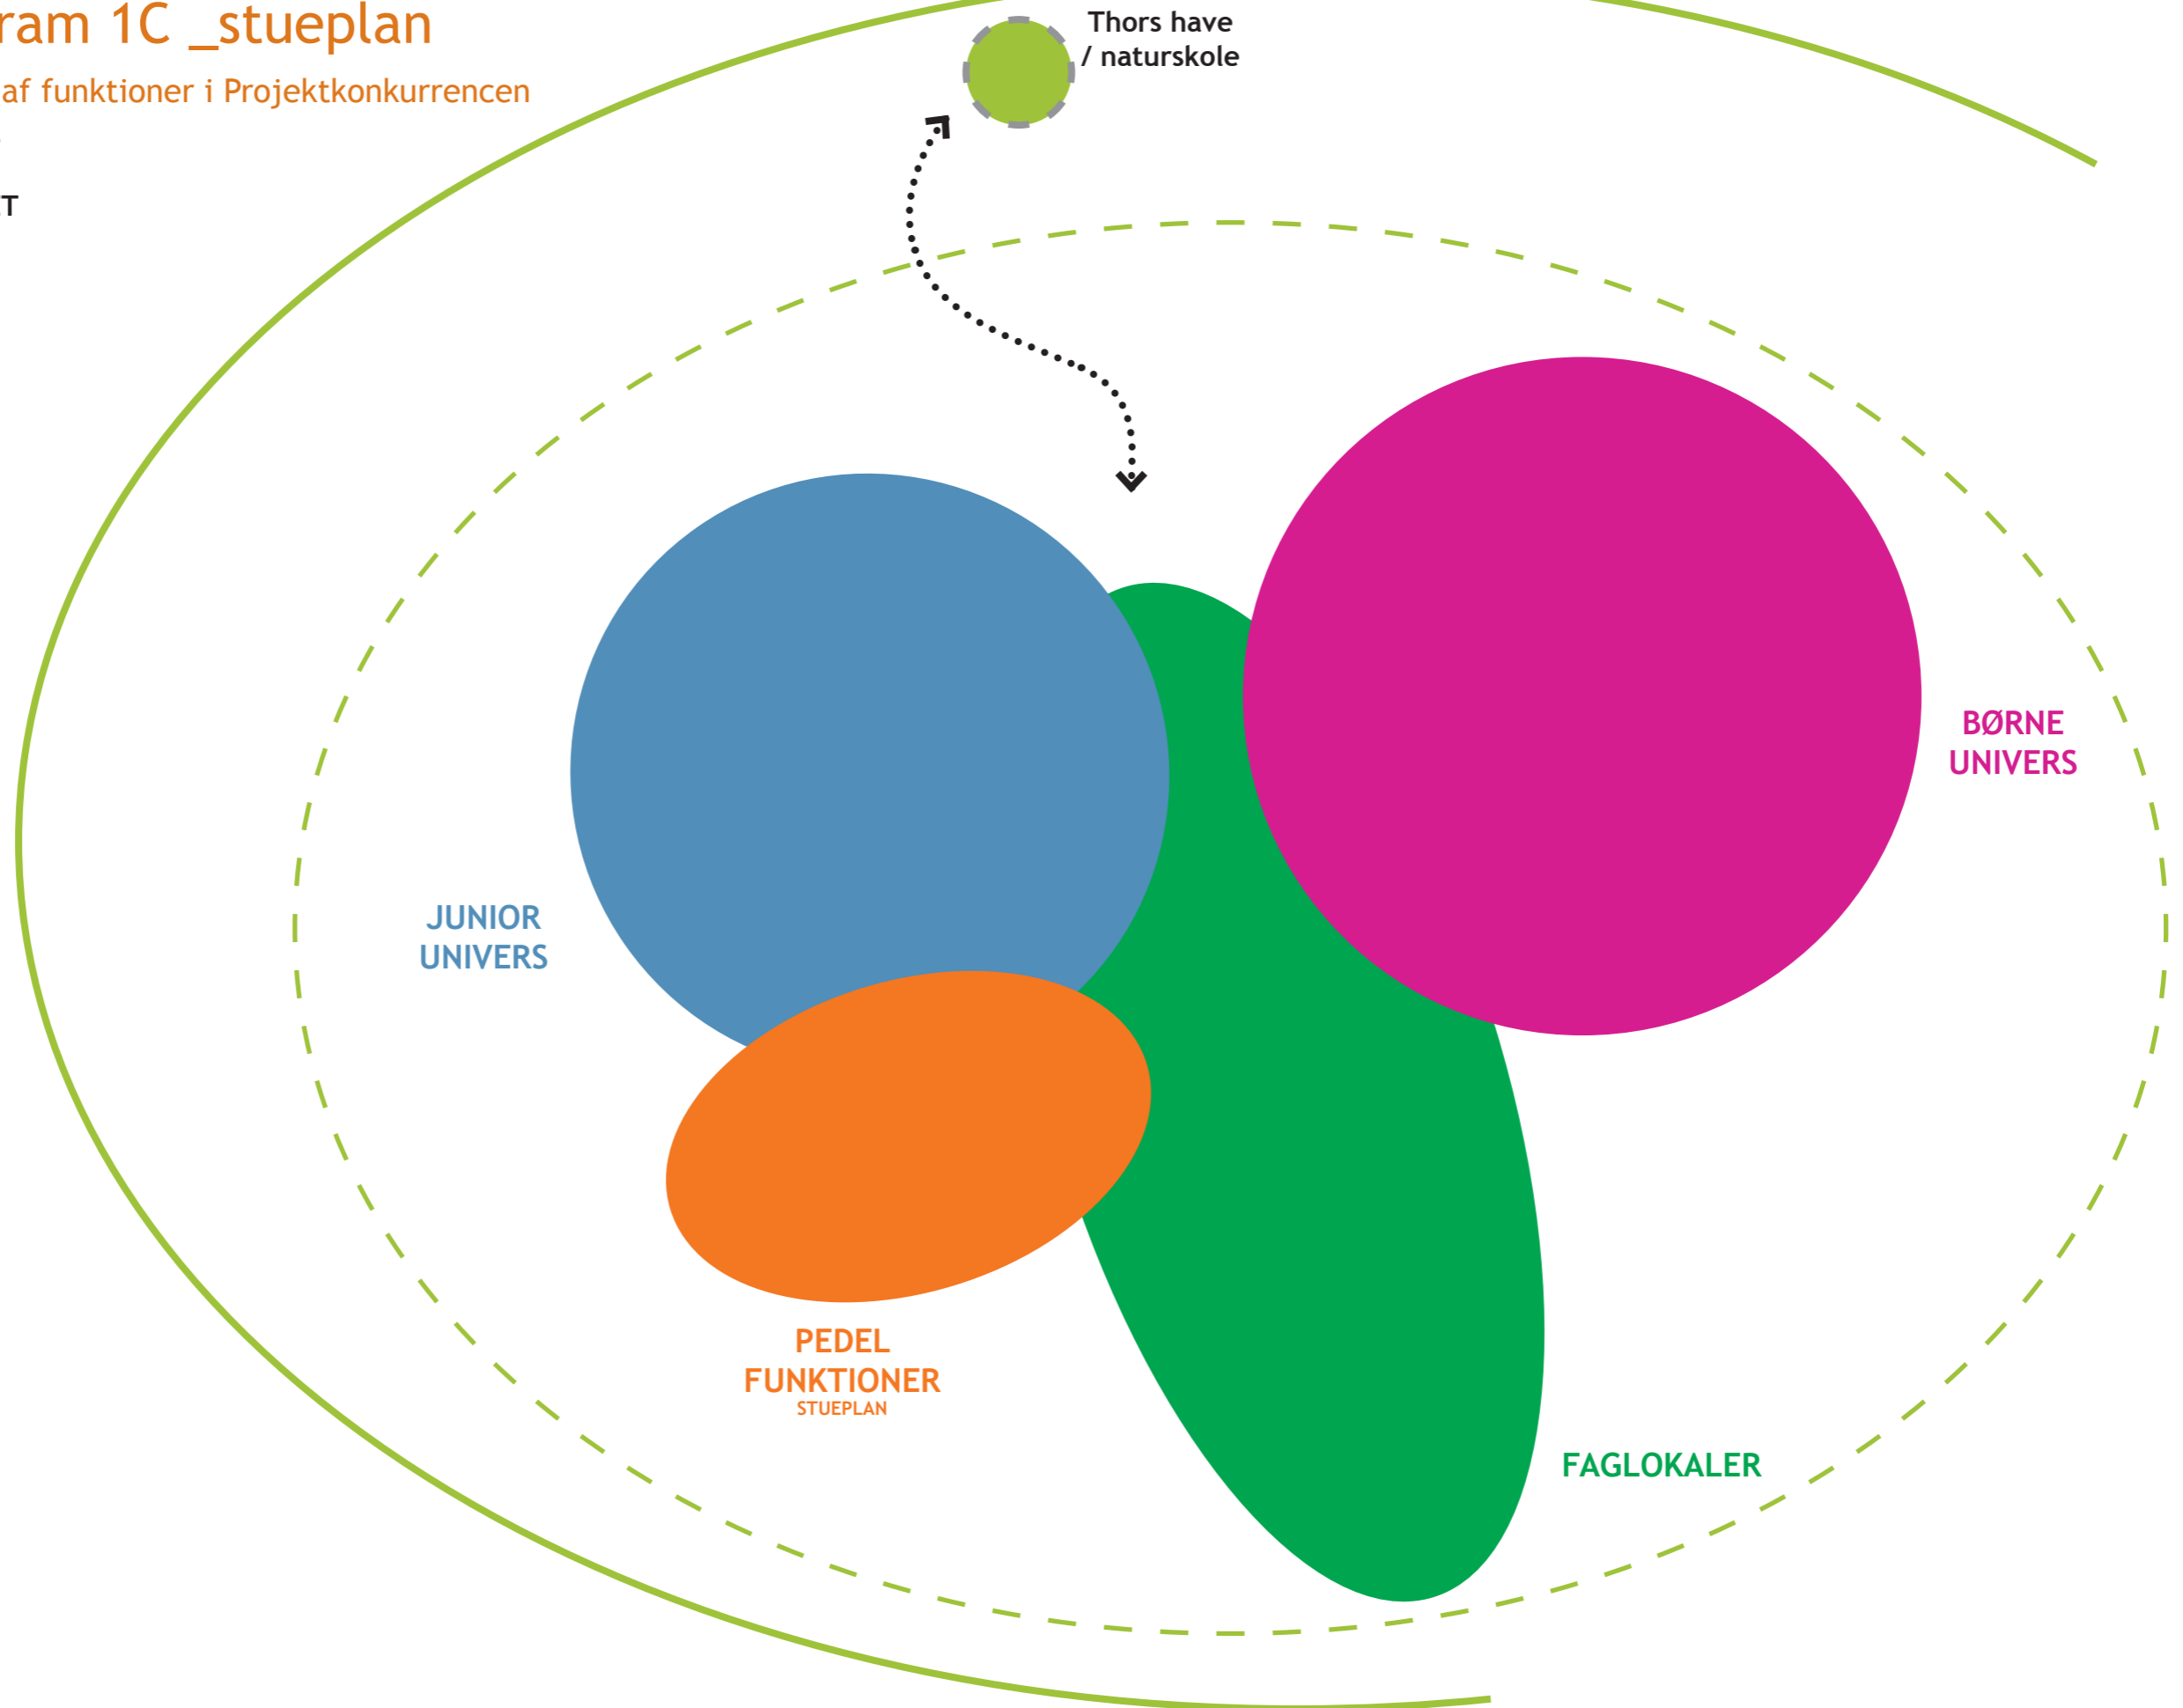 ram 1C _stueplan
af funktioner i Projektkonkurrencen
T
Thors have
/ naturskole
BØRNE
UNIVERS
JUNIOR
UNIVERS
PEDEL
FUNKTIONER
STUEPLAN
FAGLOKALER